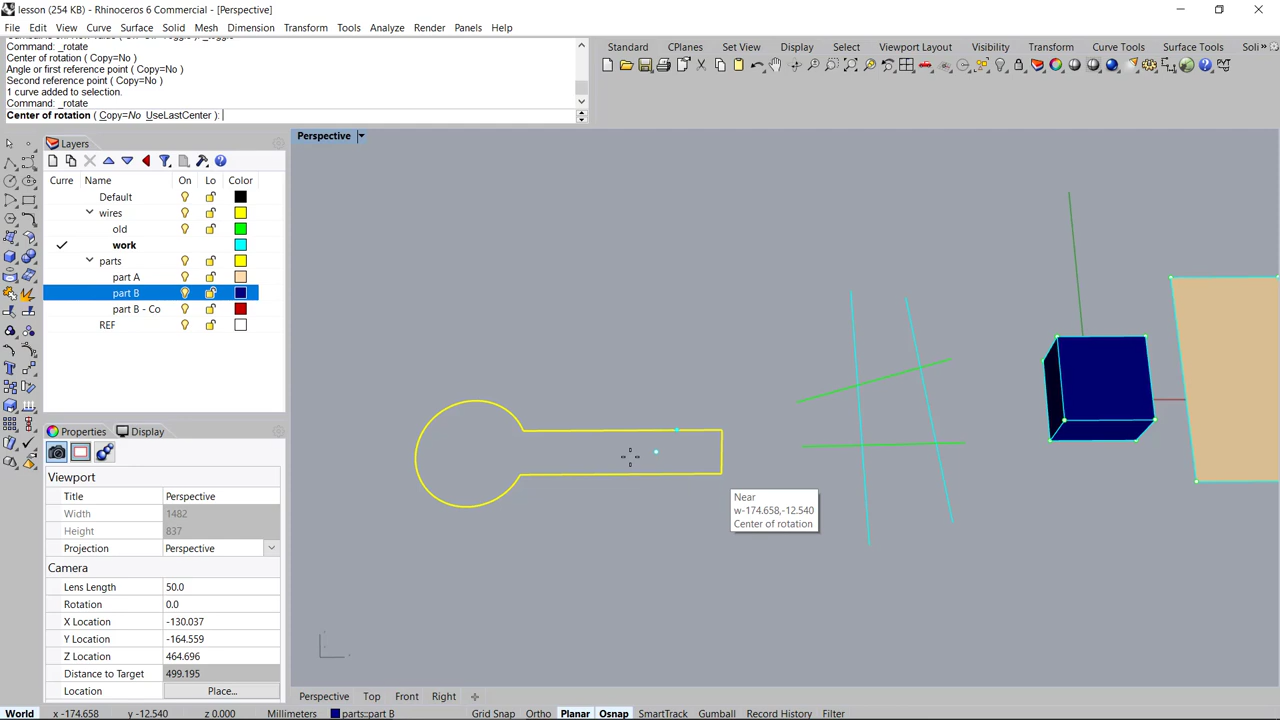 lesson (254 KB) - Rhinoceros 6 Commercial - [Perspective]
File Edit View Curve Surface Solid Mesh Dimension Transform Tools Analyze Render Panels Help
Command: _rotate
Center of rotation ( Copy=No )
Angle or first reference point ( Copy=No )
Second reference point ( Copy=No )
1 curve added to selection.
Command: _rotate
Center of rotation ( Copy=No UseLastCenter ):
Standard CPlanes Set View Display Select Viewport Layout Visibility Transform Curve Tools Surface Tools Soli »
Layers
Perspective
Curre Name On Lo Color
Default
wires
old
work
parts
part A
part B
part B - Co
REF
Properties Display
Viewport
Title Perspective
Width 1482
Height 837
Projection Perspective
Camera
Lens Length 50.0
Rotation 0.0
X Location -130.037
Y Location -164.559
Z Location 464.696
Distance to Target 499.195
Location Place...
Near
w-174.658,-12.540
Center of rotation
Perspective Top Front Right
World x -174.658 y -12.540 z 0.000 Millimeters parts::part B Grid Snap Ortho Planar Osnap SmartTrack Gumball Record History Filter